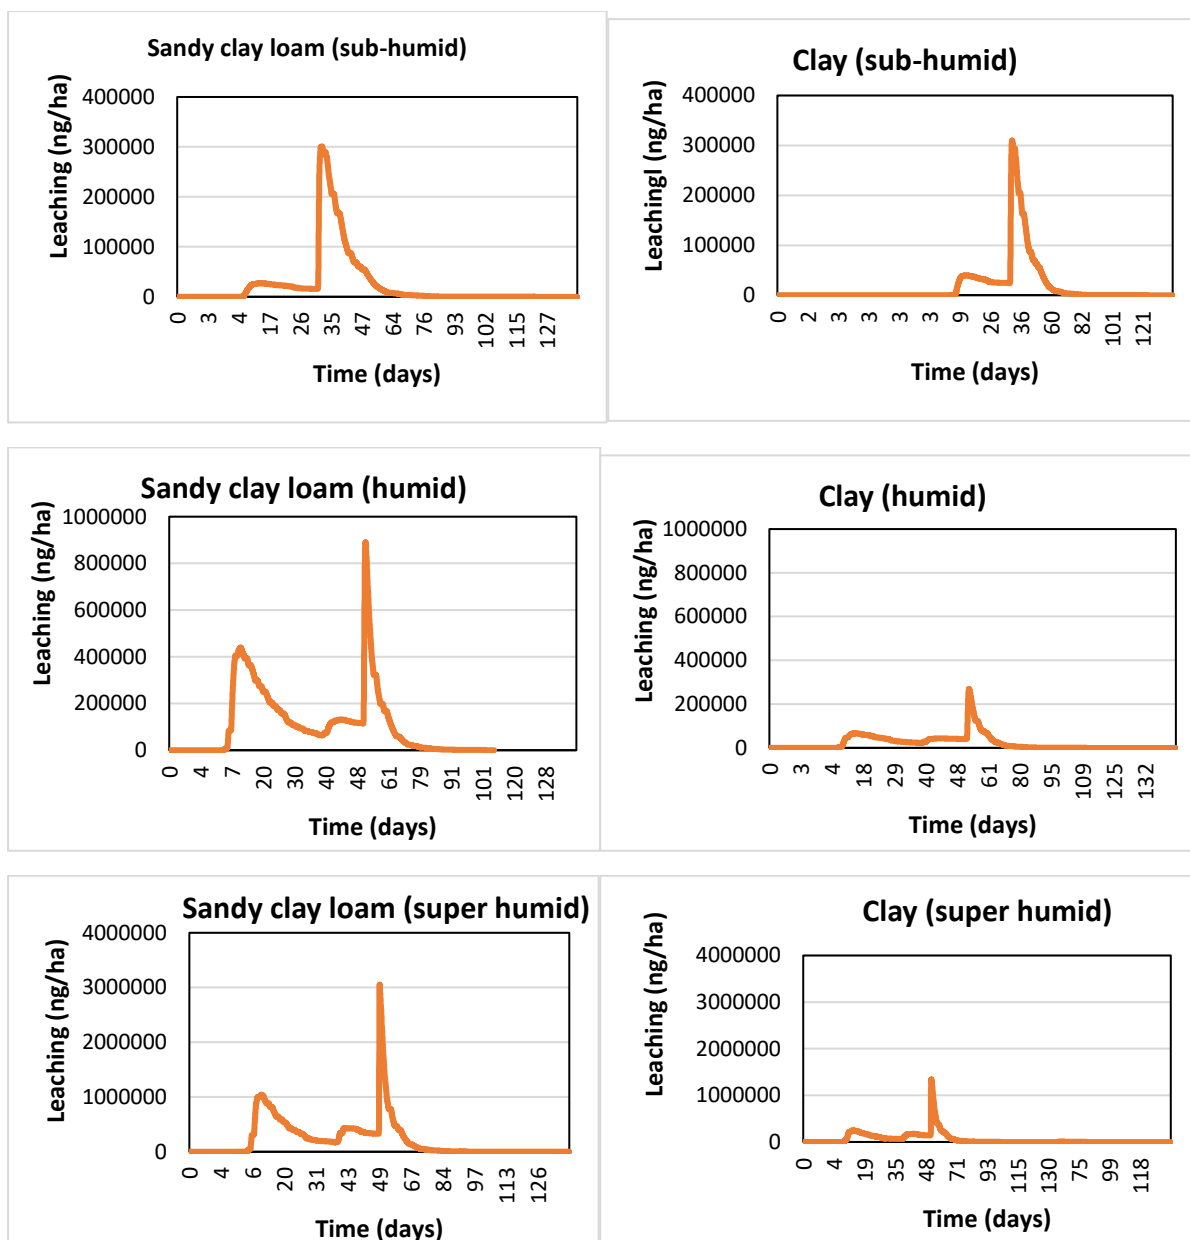 Sandy clay loam (sub-humid)
Leaching (ng/ha)
400000
300000
200000
100000
0
0 3 4 17 26 35 47 64 76 93 102 115 127
Time (days)
Clay (sub-humid)
Leachingl (ng/ha)
400000
300000
200000
100000
0
0 2 3 3 3 3 9 26 36 60 82 101 121
Time (days)
Sandy clay loam (humid)
Leaching (ng/ha)
1000000
800000
600000
400000
200000
0
0 4 7 20 30 40 48 61 79 91 101 120 128
Time (days)
Clay (humid)
Leaching (ng/ha)
1000000
800000
600000
400000
200000
0
0 3 4 18 29 40 48 61 80 95 109 125 132
Time (days)
Sandy clay loam (super humid)
Leaching (ng/ha)
4000000
3000000
2000000
1000000
0
0 4 6 20 31 43 49 67 84 97 113 126
Time (days)
Clay (super humid)
Leaching (ng/ha)
4000000
3000000
2000000
1000000
0
0 4 19 35 48 71 93 115 130 75 99 118
Time (days)